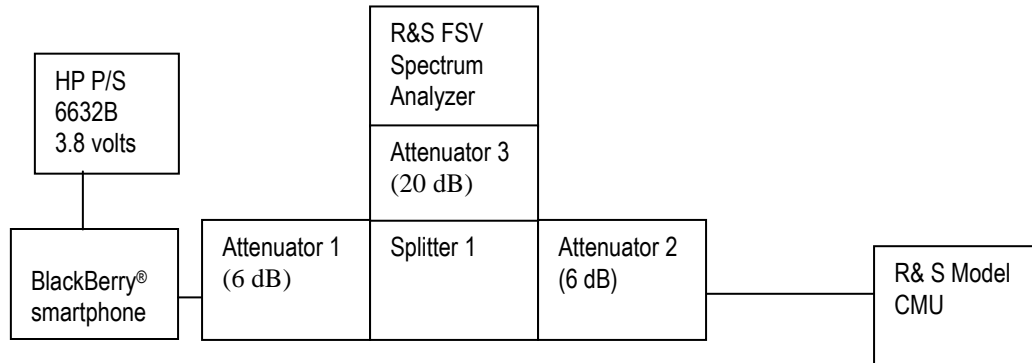 R&S FSV
Spectrum
Analyzer
HP P/S
6632B
3.8 volts
Attenuator 3
(20 dB)
BlackBerry®
smartphone
Attenuator 1
(6 dB)
Splitter 1
Attenuator 2
(6 dB)
R& S Model
CMU